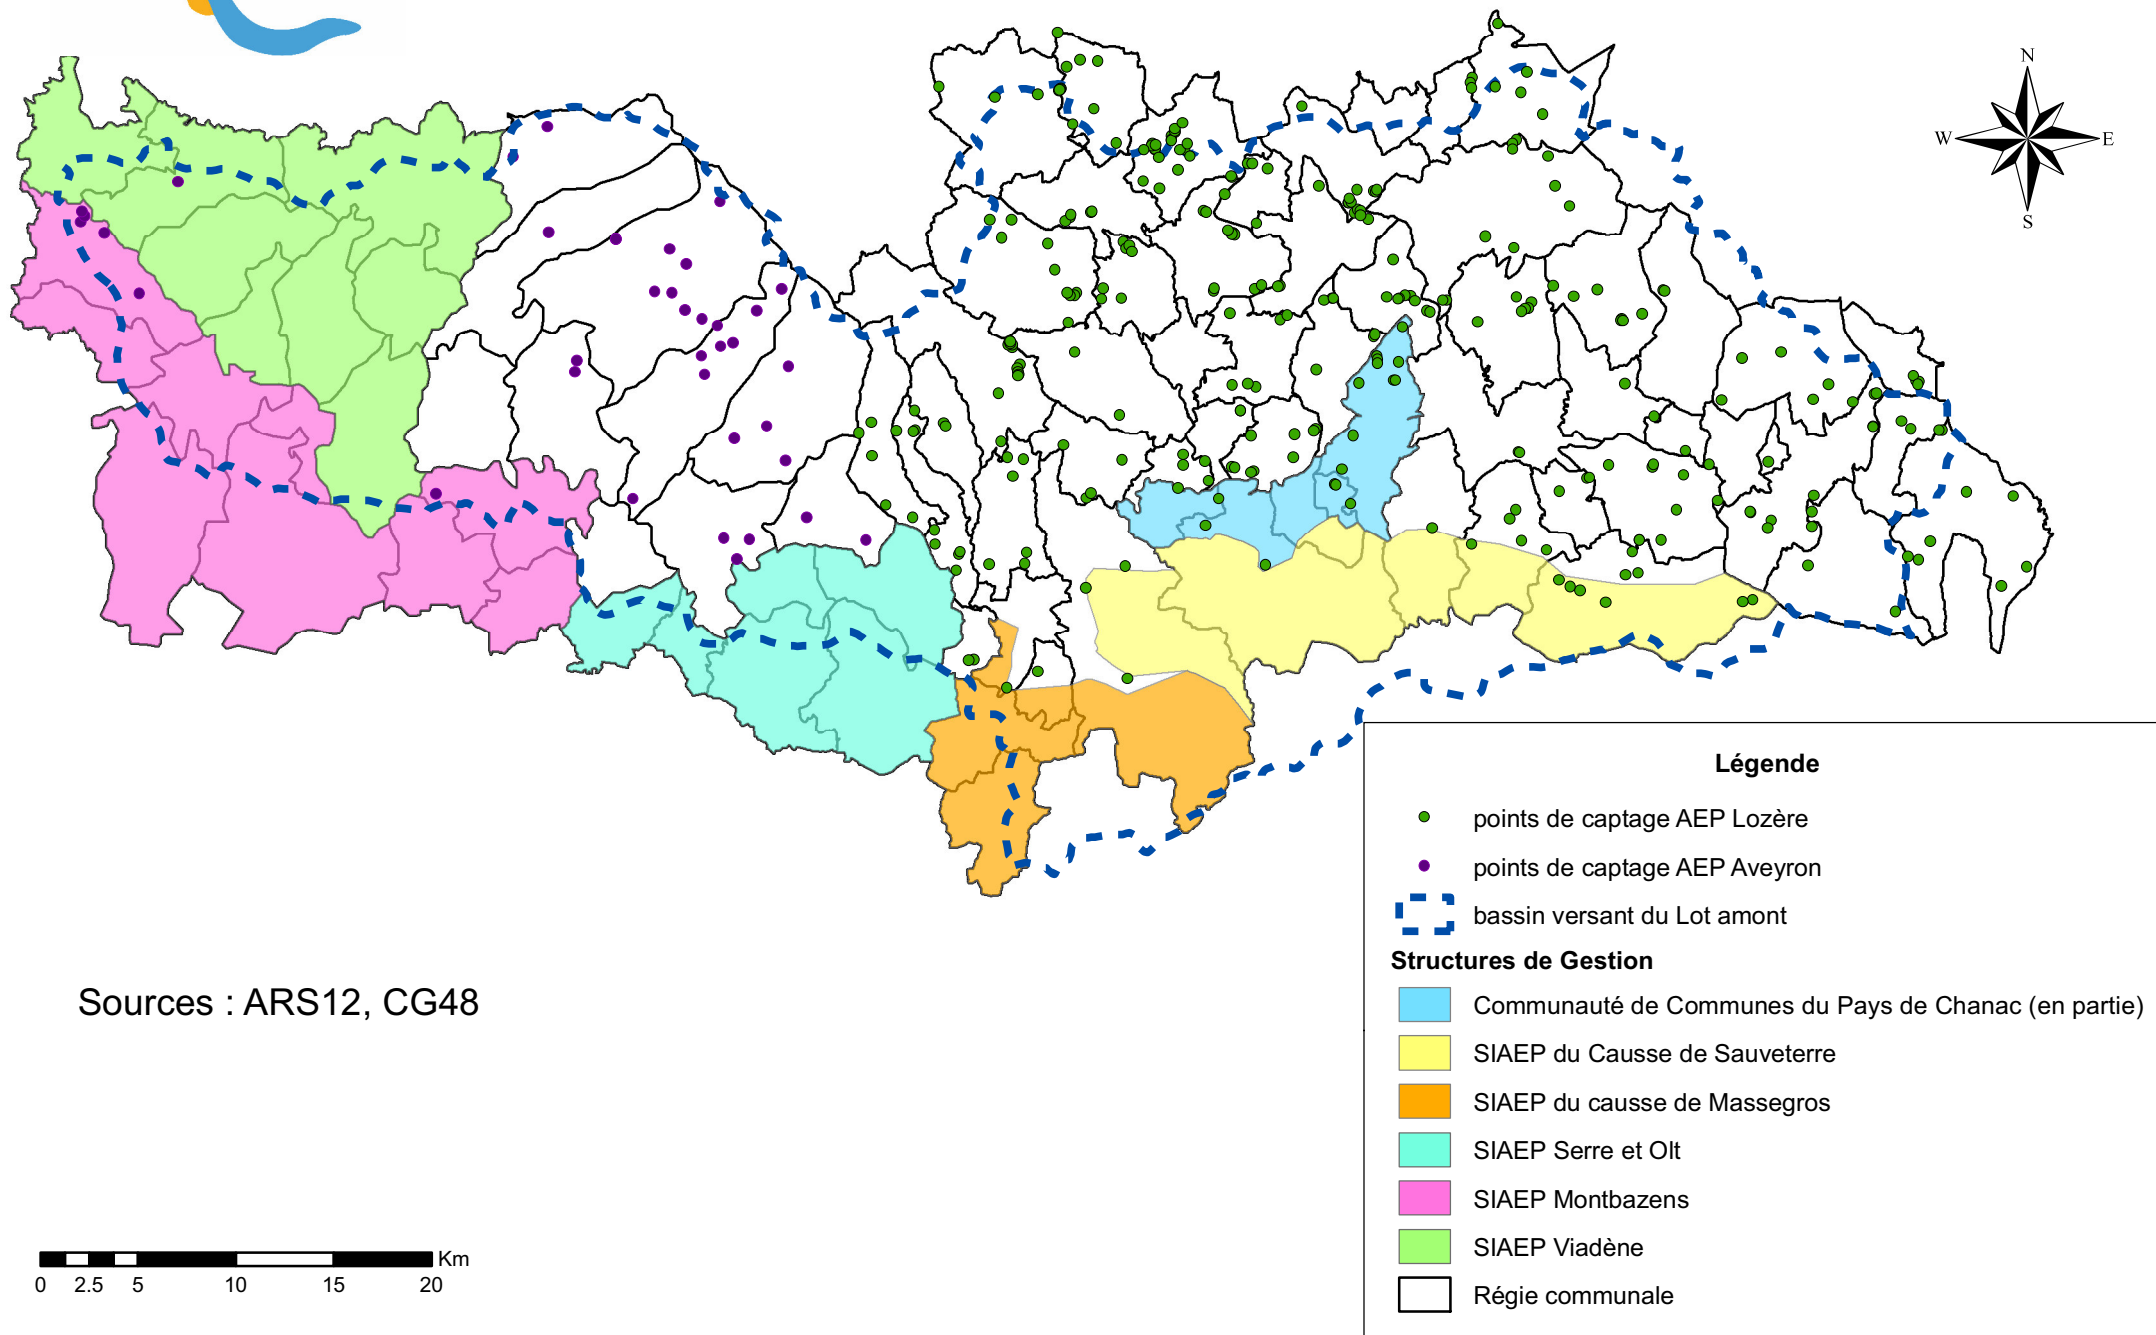 N
W E
S
Légende
points de captage AEP Lozère
points de captage AEP Aveyron
bassin versant du Lot amont
Structures de Gestion
Communauté de Communes du Pays de Chanac (en partie)
SIAEP du Causse de Sauveterre
SIAEP du causse de Massegros
SIAEP Serre et Olt
SIAEP Montbazens
SIAEP Viadène
Régie communale
Sources : ARS12, CG48
Km
0 2.5 5 10 15 20